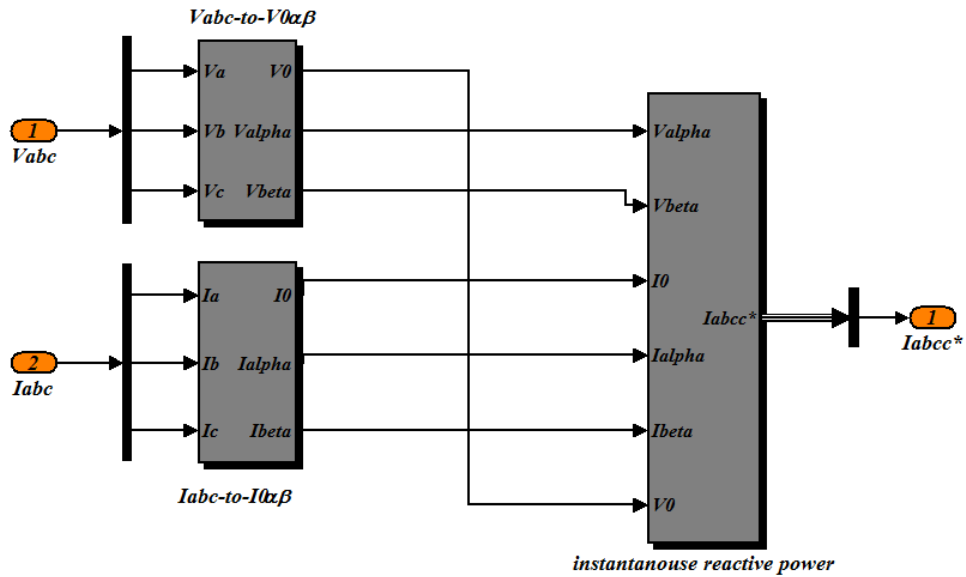 Vabc-to-V0αβ
Va
V0
1
Vb
Valpha
Valpha
Vabc
Vc
Vbeta
Vbeta
Ia
I0
I0
Iabcc*
1
Iabcc*
2
Ib
Ialpha
Ialpha
Iabc
Ic
Ibeta
Ibeta
Iabc-to-I0αβ
V0
instantanouse reactive power